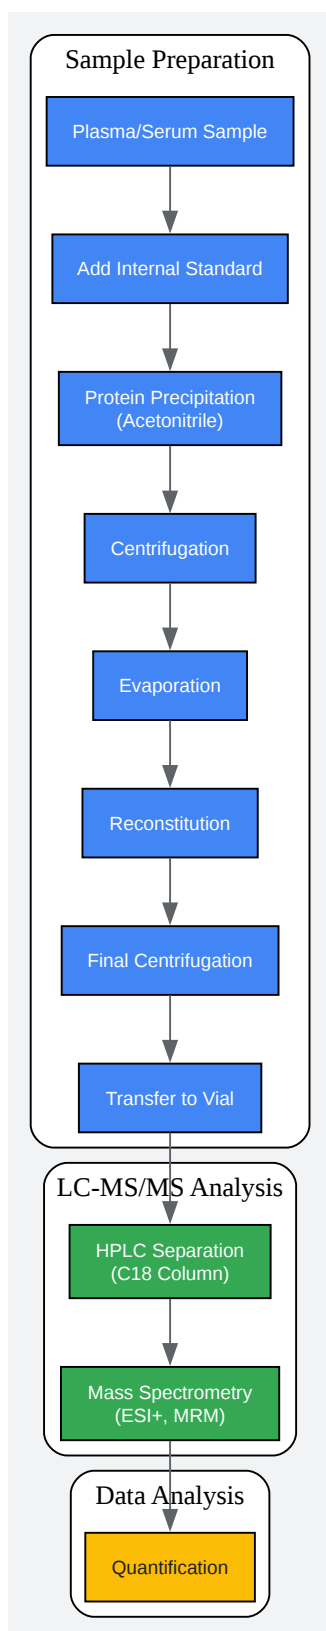 Sample Preparation
Plasma/Serum Sample
Add Internal Standard
Protein Precipitation
(Acetonitrile)
Centrifugation
Evaporation
Reconstitution
Final Centrifugation
Transfer to Vial
LC-MS/MS Analysis
HPLC Separation
(C18 Column)
Mass Spectrometry
(ESI+, MRM)
Data Analysis
Quantification